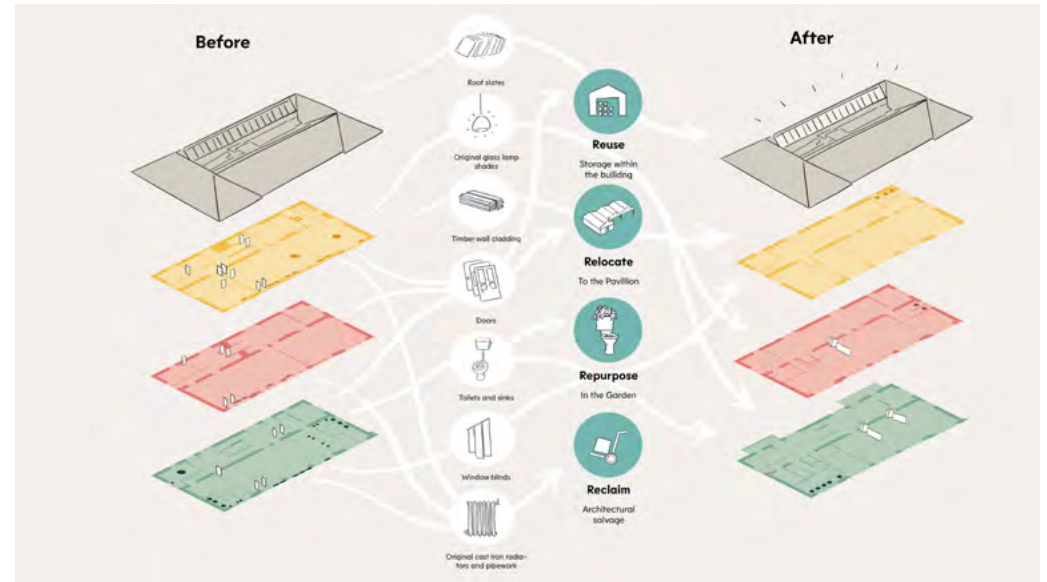 Before
After
Roof slates
Original glass lamp
shades
Timber wall cladding
Doors
Toilets and sinks
Window blinds
Original cast iron radia-
tors and pipework
Reuse
Storage within
the builidng
Relocate
To the Pavillion
Repurpose
In the Garden
Reclaim
Architectural
salvage